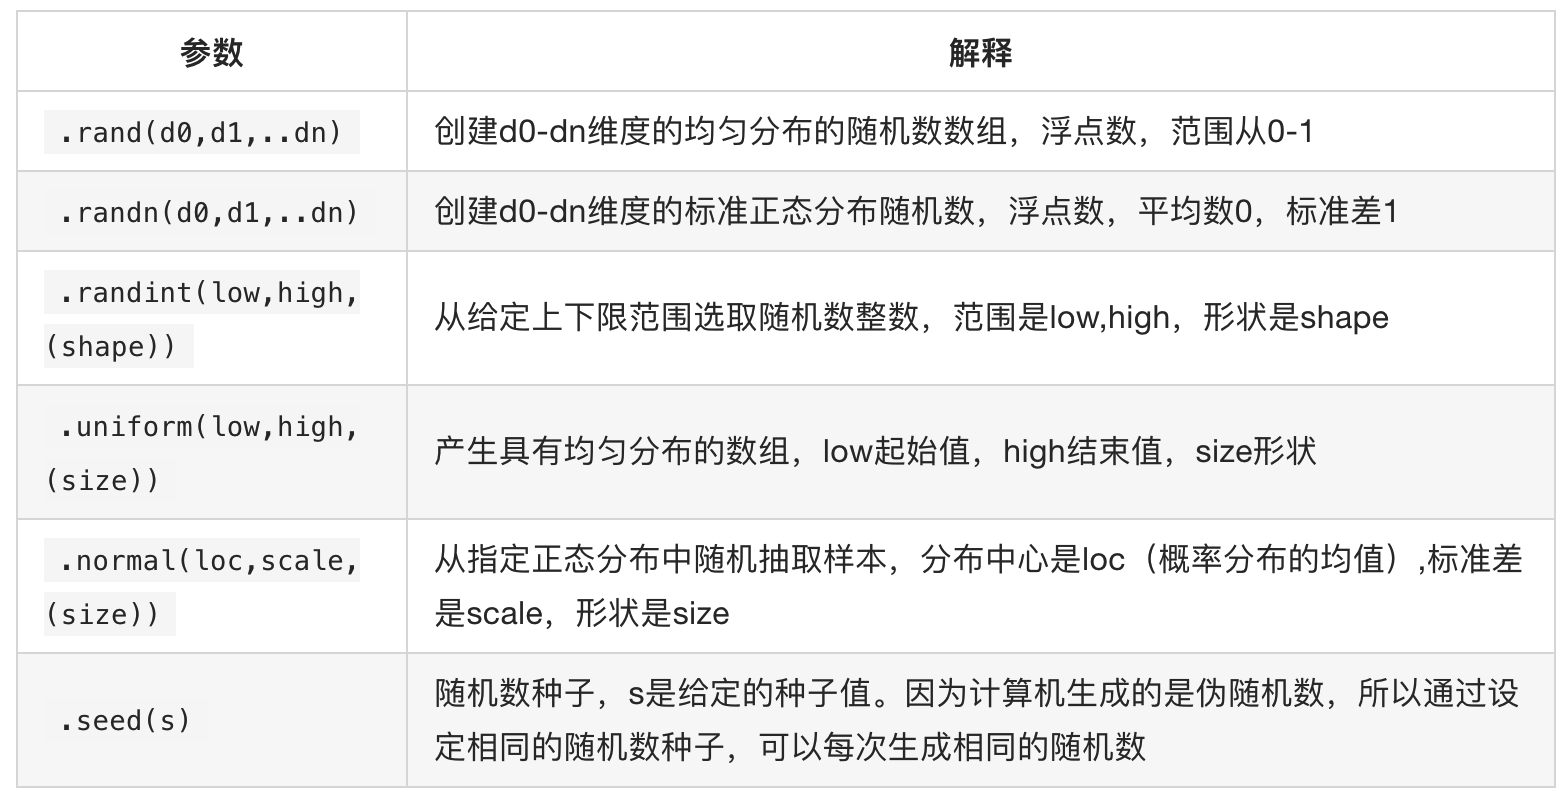 参数
解释
.rand(d0,d1,..dn)
创建d0-dn维度的均匀分布的随机数数组，浮点数，范围从0-1
.randn(d0,d1,..dn)
创建d0-dn维度的标准正态分布随机数，浮点数，平均数0，标准差1
.randint(low,high,
(shape))
从给定上下限范围选取随机数整数，范围是low,high，形状是shape
.uniform(low,high,
(size))
产生具有均匀分布的数组，low起始值，high结束值，size形状
.normal(loc,scale,
(size))
从指定正态分布中随机抽取样本，分布中心是loc（概率分布的均值）,标准差
是scale，形状是size
.seed(s)
随机数种子，s是给定的种子值。因为计算机生成的是伪随机数，所以通过设
定相同的随机数种子，可以每次生成相同的随机数